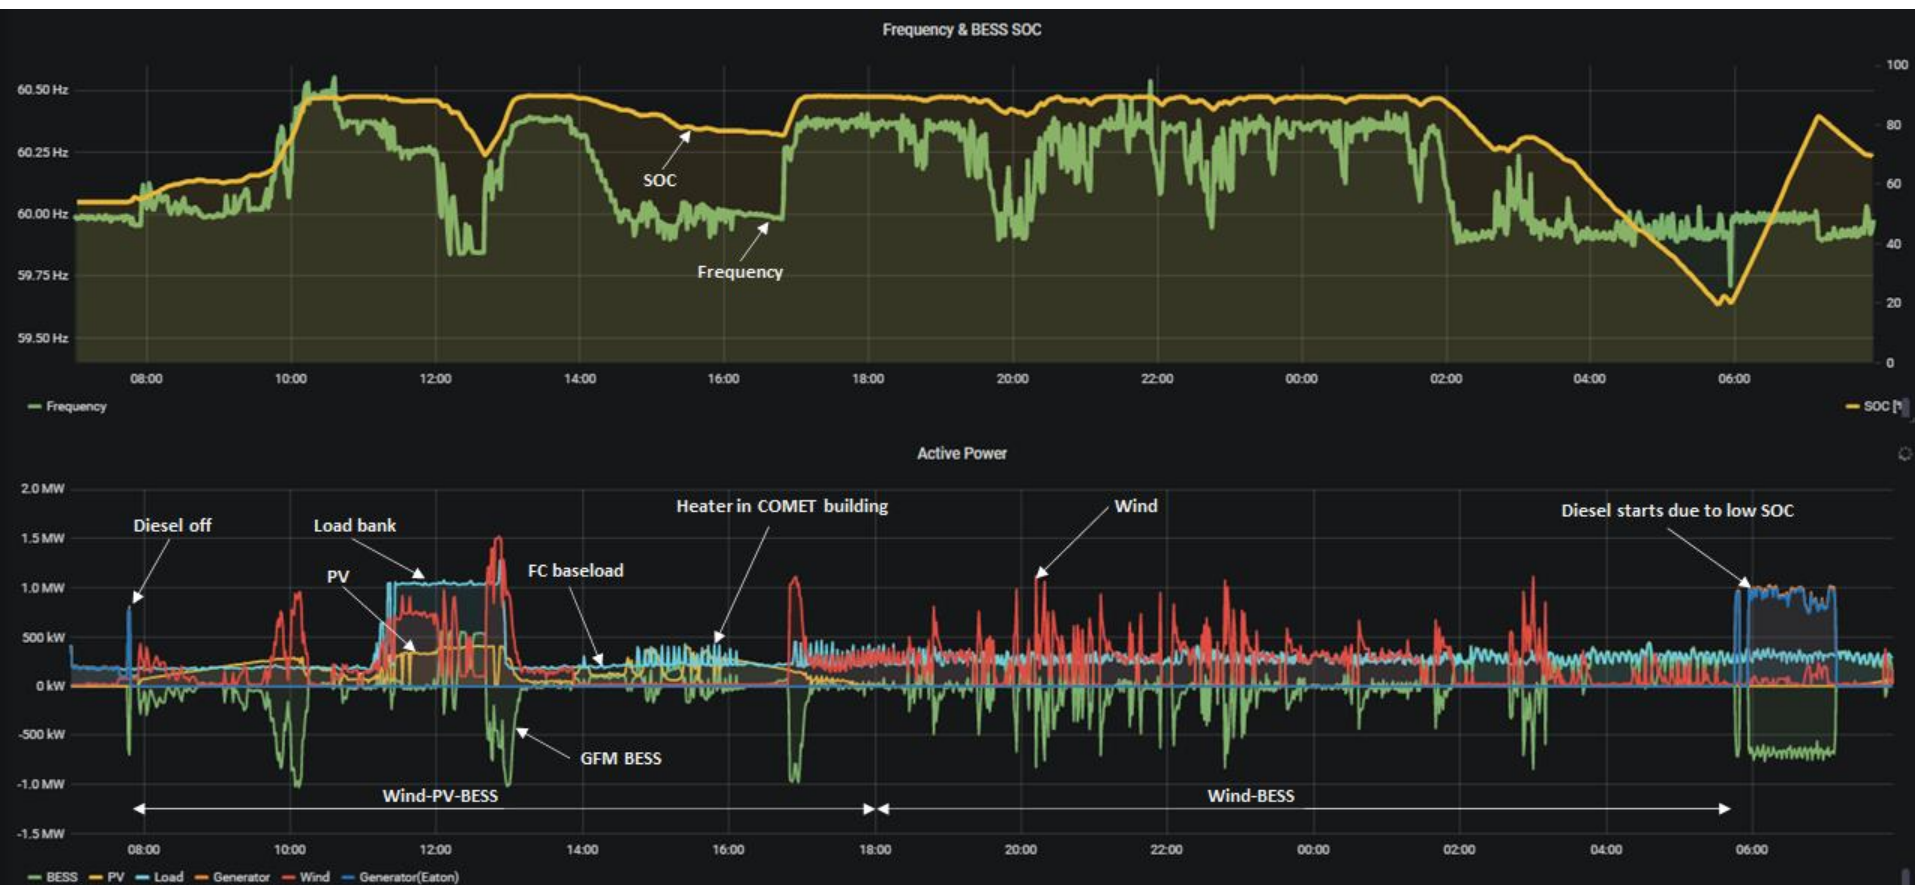 Frequency & BESS SOC
60.50 Hz
60.25 Hz
60.00 Hz
59.75 Hz
59.50 Hz
100
80
60
40
20
0
SOC
Frequency
08:00 10:00 12:00 14:00 16:00 18:00 20:00 22:00 00:00 02:00 04:00 06:00
Frequency
SOC [%
Active Power
2.0 MW
1.5 MW
1.0 MW
500 kW
0 kW
-500 kW
-1.0 MW
-1.5 MW
Diesel off
Load bank
PV
FC baseload
Heater in COMET building
Wind
Diesel starts due to low SOC
GFM BESS
Wind-PV-BESS
Wind-BESS
08:00 10:00 12:00 14:00 16:00 18:00 20:00 22:00 00:00 02:00 04:00 06:00
BESS PV Load Generator Wind Generator(Eaton)